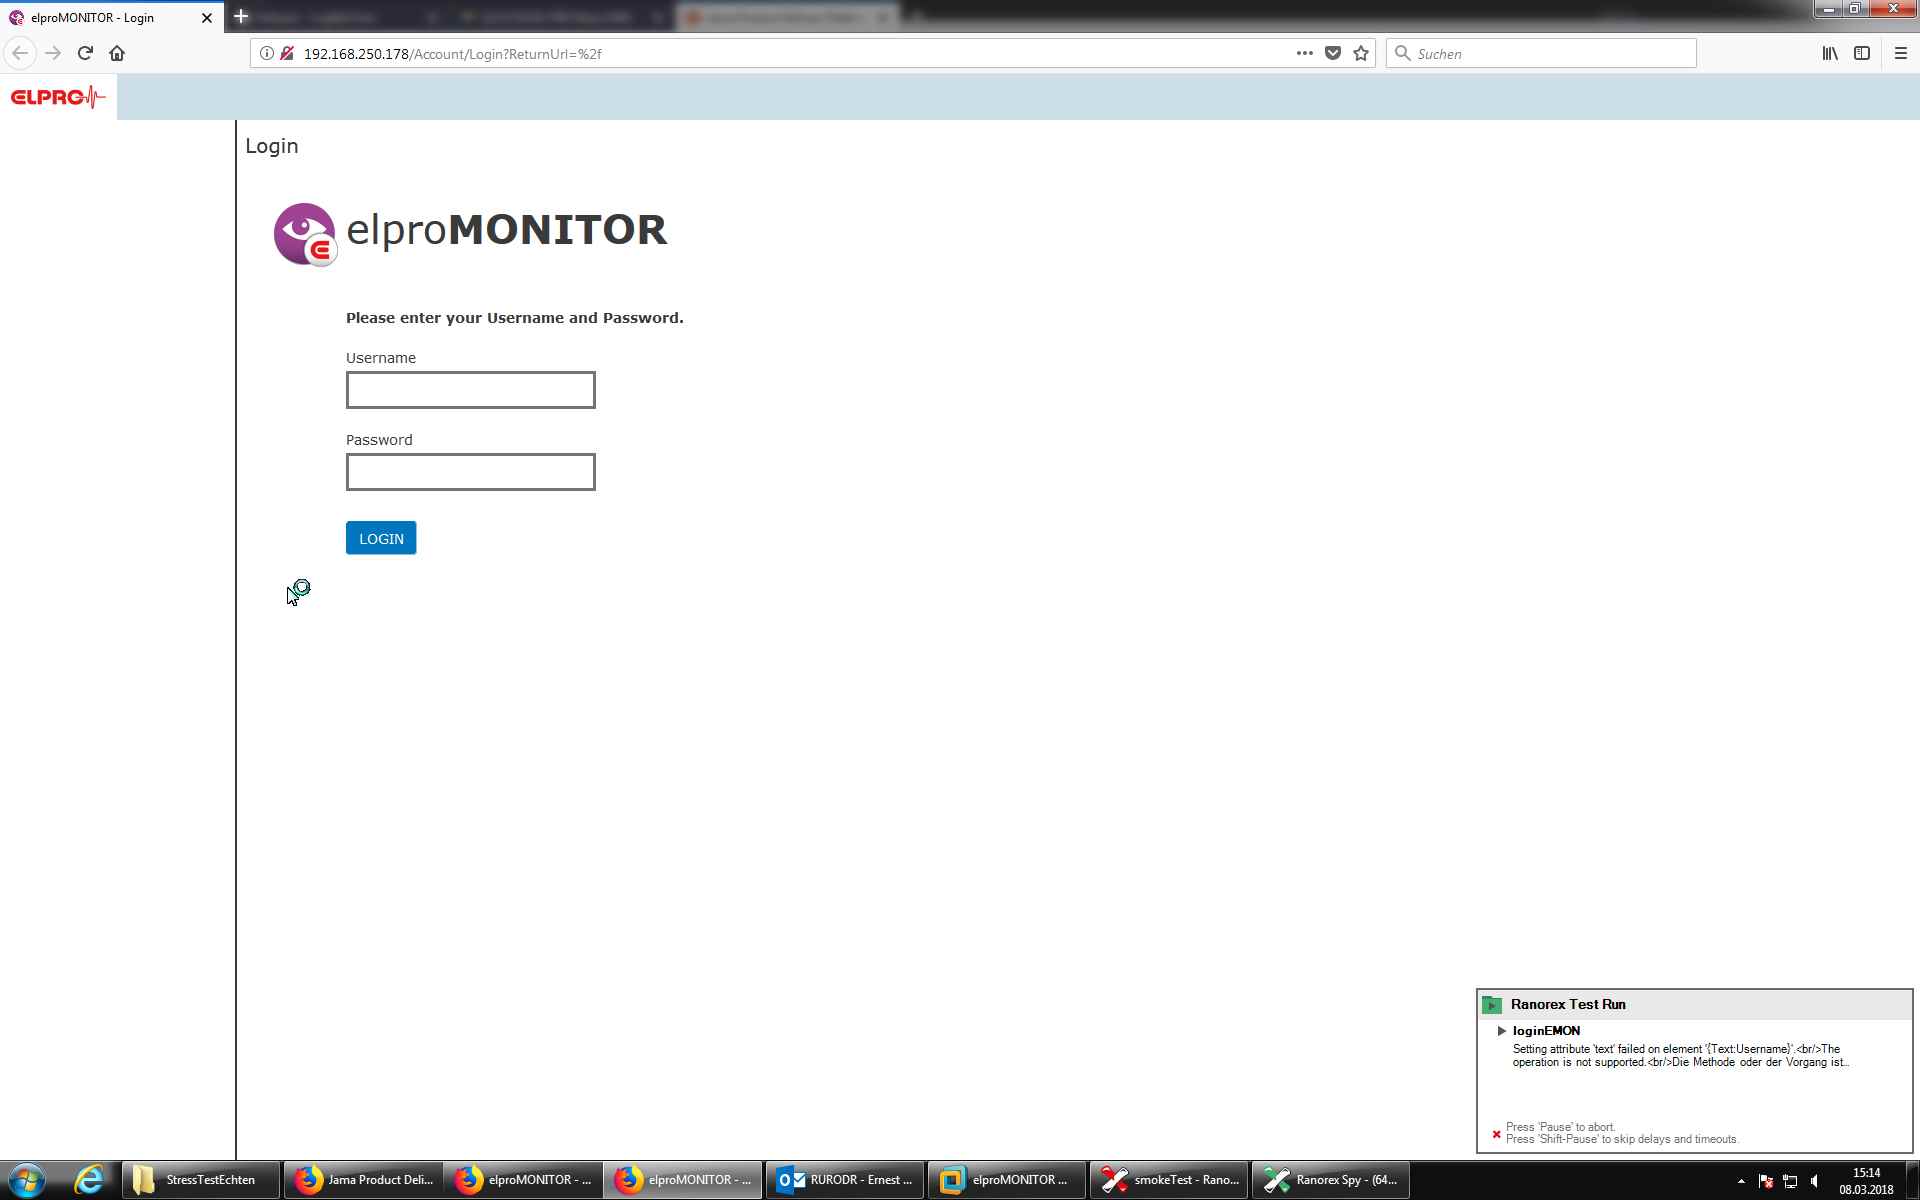 elproMONITOR - Login
192.168.250.178/Account/Login?ReturnUrl=%2f
Suchen
ELPRO
Login
elproMONITOR
Please enter your Username and Password.
Username
Password
LOGIN
Ranorex Test Run
loginEMON
Setting attribute 'text' failed on element '{Text:Username}'.<br/>The
operation is not supported.<br/>Die Methode oder der Vorgang ist...
Press 'Pause' to abort.
Press 'Shift-Pause' to skip delays and timeouts.
StressTestEchten
Jama Product Deli...
elproMONITOR - ...
elproMONITOR - ...
RURODR - Ernest ...
elproMONITOR ...
smokeTest - Rano...
Ranorex Spy - (64...
15:14
08.03.2018